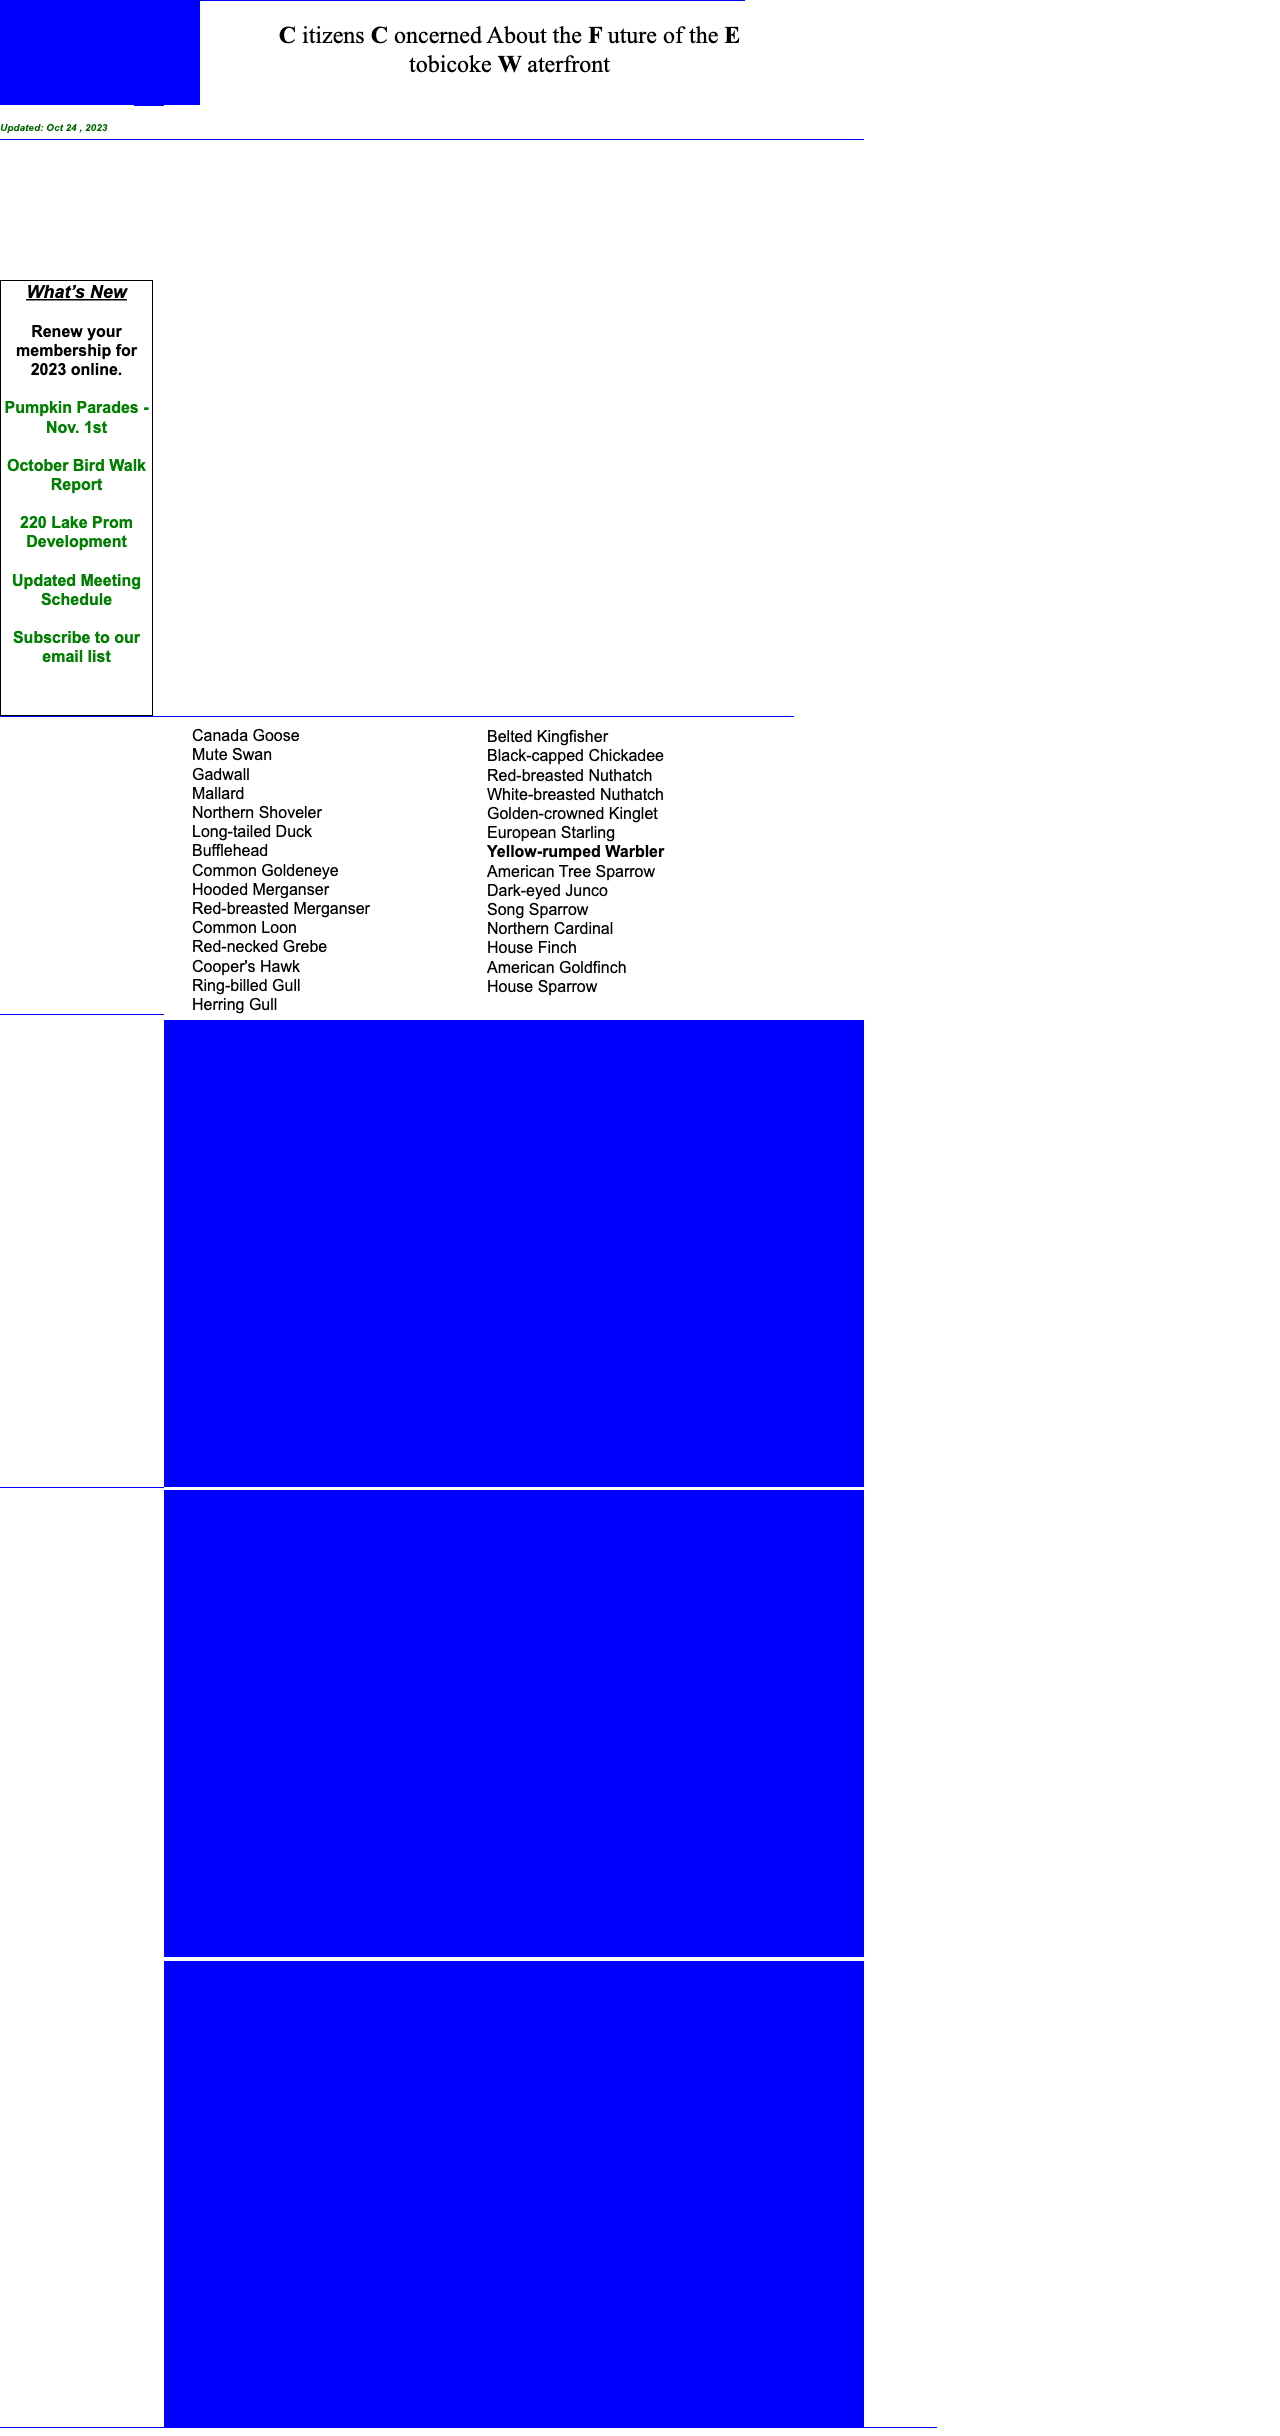 C itizens C oncerned About the F uture of the E
tobicoke W aterfront
Updated: Oct 24 , 2023
What's New
Renew your
membership for
2023 online.
Pumpkin Parades -
Nov. 1st
October Bird Walk
Report
220 Lake Prom
Development
Updated Meeting
Schedule
Subscribe to our
email list
Canada Goose
Mute Swan
Gadwall
Mallard
Northern Shoveler
Long-tailed Duck
Bufflehead
Common Goldeneye
Hooded Merganser
Red-breasted Merganser
Common Loon
Red-necked Grebe
Cooper's Hawk
Ring-billed Gull
Herring Gull
Belted Kingfisher
Black-capped Chickadee
Red-breasted Nuthatch
White-breasted Nuthatch
Golden-crowned Kinglet
European Starling
Yellow-rumped Warbler
American Tree Sparrow
Dark-eyed Junco
Song Sparrow
Northern Cardinal
House Finch
American Goldfinch
House Sparrow